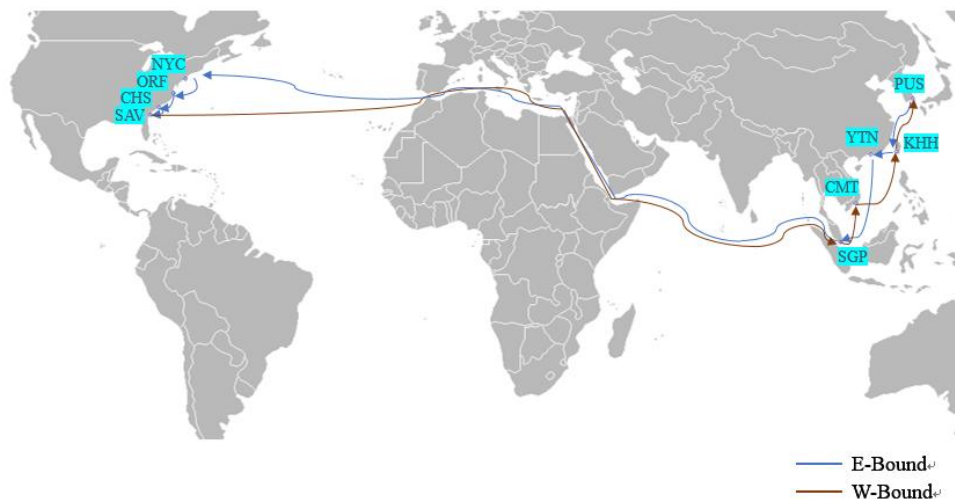 NYC
ORF
CHS
SAV
PUS
YTN
KHH
CMT
SGP
E-Bound↵
W-Bound↵